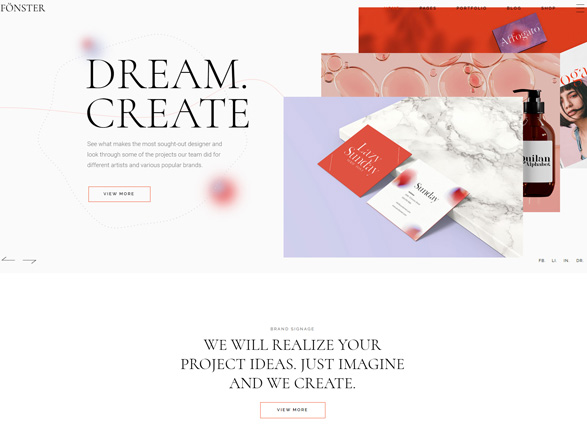 FÖNSTER
PAGES PORTFOLIO BLOG SHOP
Affogato
DREAM.
CREATE
See what makes the most sought-out designer and
look through some of the projects our team did for
different artists and various popular brands.
VIEW MORE
Lazy
Sunday
Sunday
Quilan
Alphabox
FB. LI. IN. DR.
BRAND SIGNAGE
WE WILL REALIZE YOUR
PROJECT IDEAS. JUST IMAGINE
AND WE CREATE.
VIEW MORE